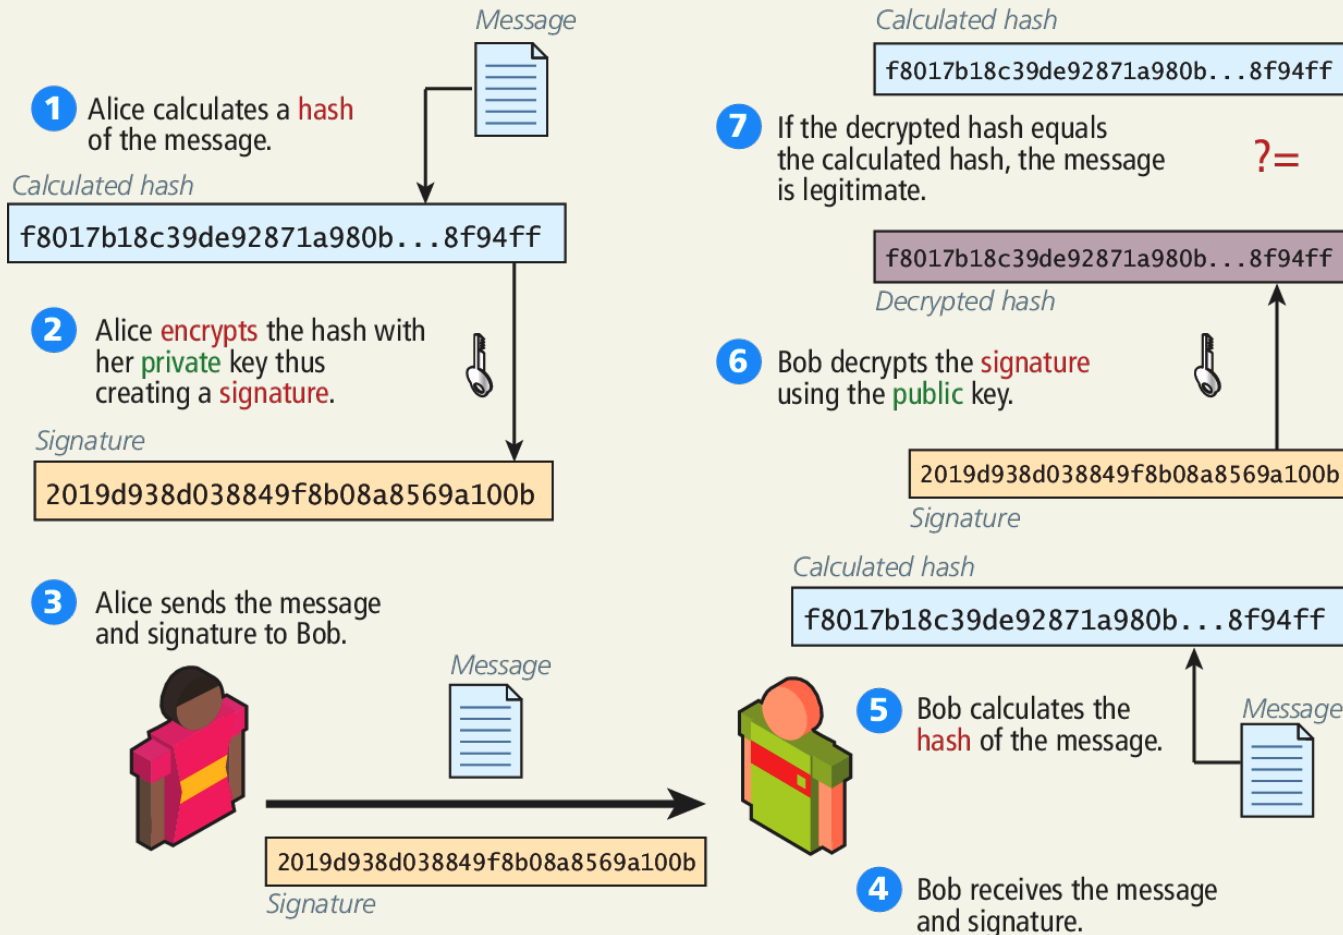 Message
1 Alice calculates a hash
of the message.
Calculated hash
f8017b18c39de92871a980b...8f94ff
2 Alice encrypts the hash with
her private key thus
creating a signature.
Signature
2019d938d038849f8b08a8569a100b
3 Alice sends the message
and signature to Bob.
Message
2019d938d038849f8b08a8569a100b
Signature
4 Bob receives the message
and signature.
5 Bob calculates the
hash of the message.
Message
Calculated hash
f8017b18c39de92871a980b...8f94ff
Signature
2019d938d038849f8b08a8569a100b
6 Bob decrypts the signature
using the public key.
Decrypted hash
f8017b18c39de92871a980b...8f94ff
7 If the decrypted hash equals
the calculated hash, the message
is legitimate.
?=
Calculated hash
f8017b18c39de92871a980b...8f94ff